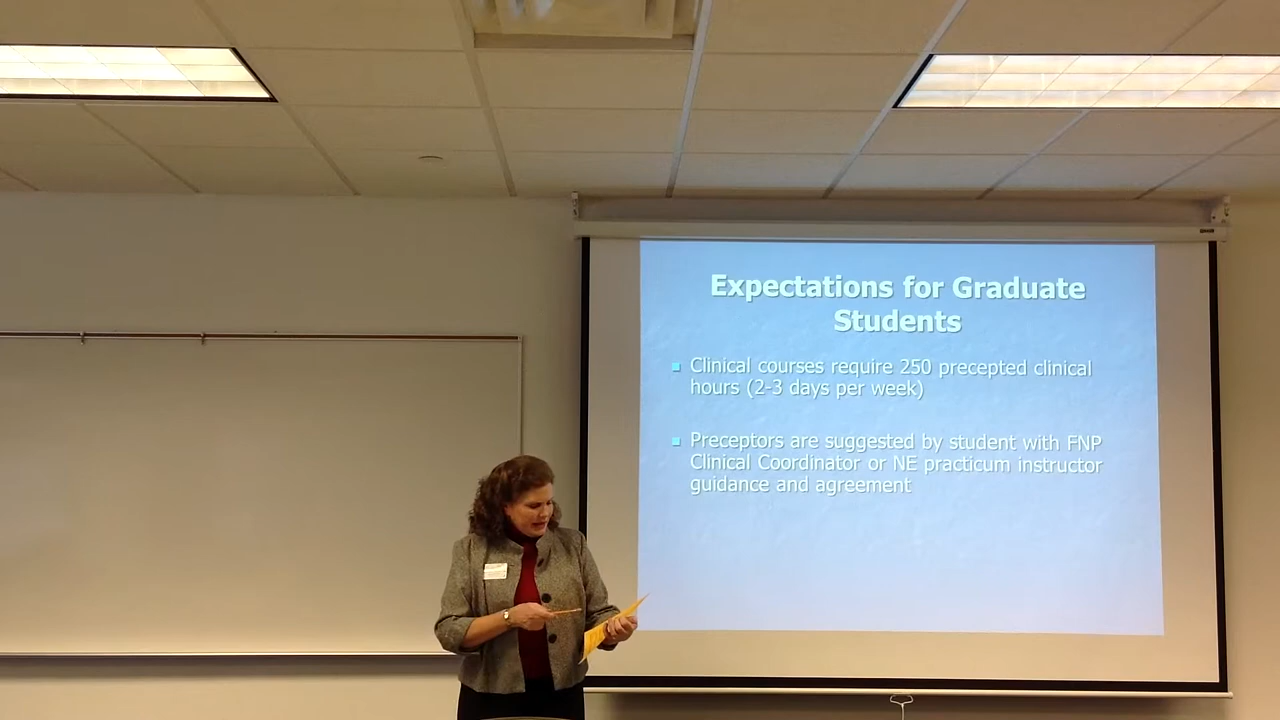 Expectations for Graduate
Students
Clinical courses require 250 precepted clinical
hours (2-3 days per week)
Preceptors are suggested by student with FNP
Clinical Coordinator or NE practicum instructor
guidance and agreement